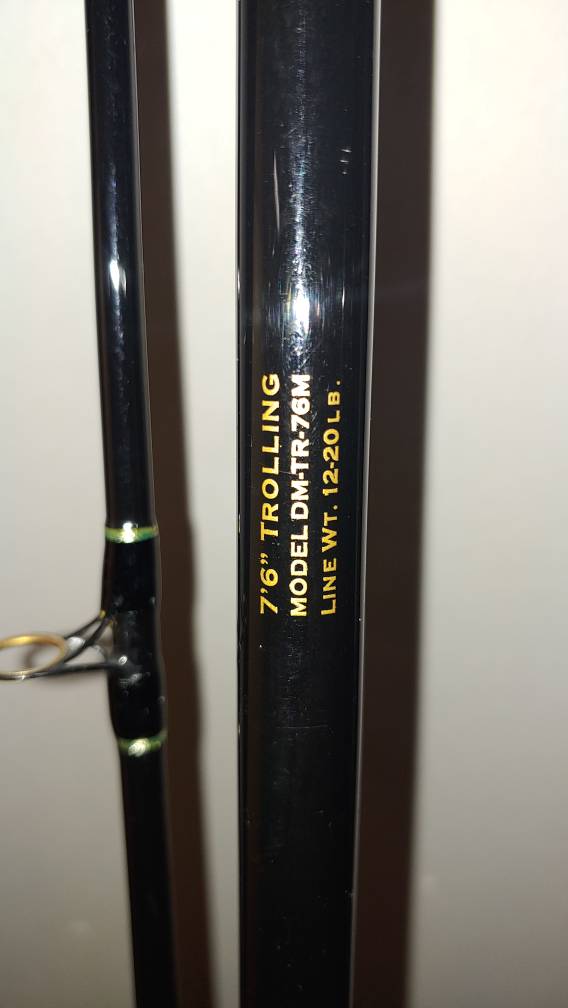 7'6” TROLLING
MODEL DM-TR-76M
LINE WT. 12-20 LB.